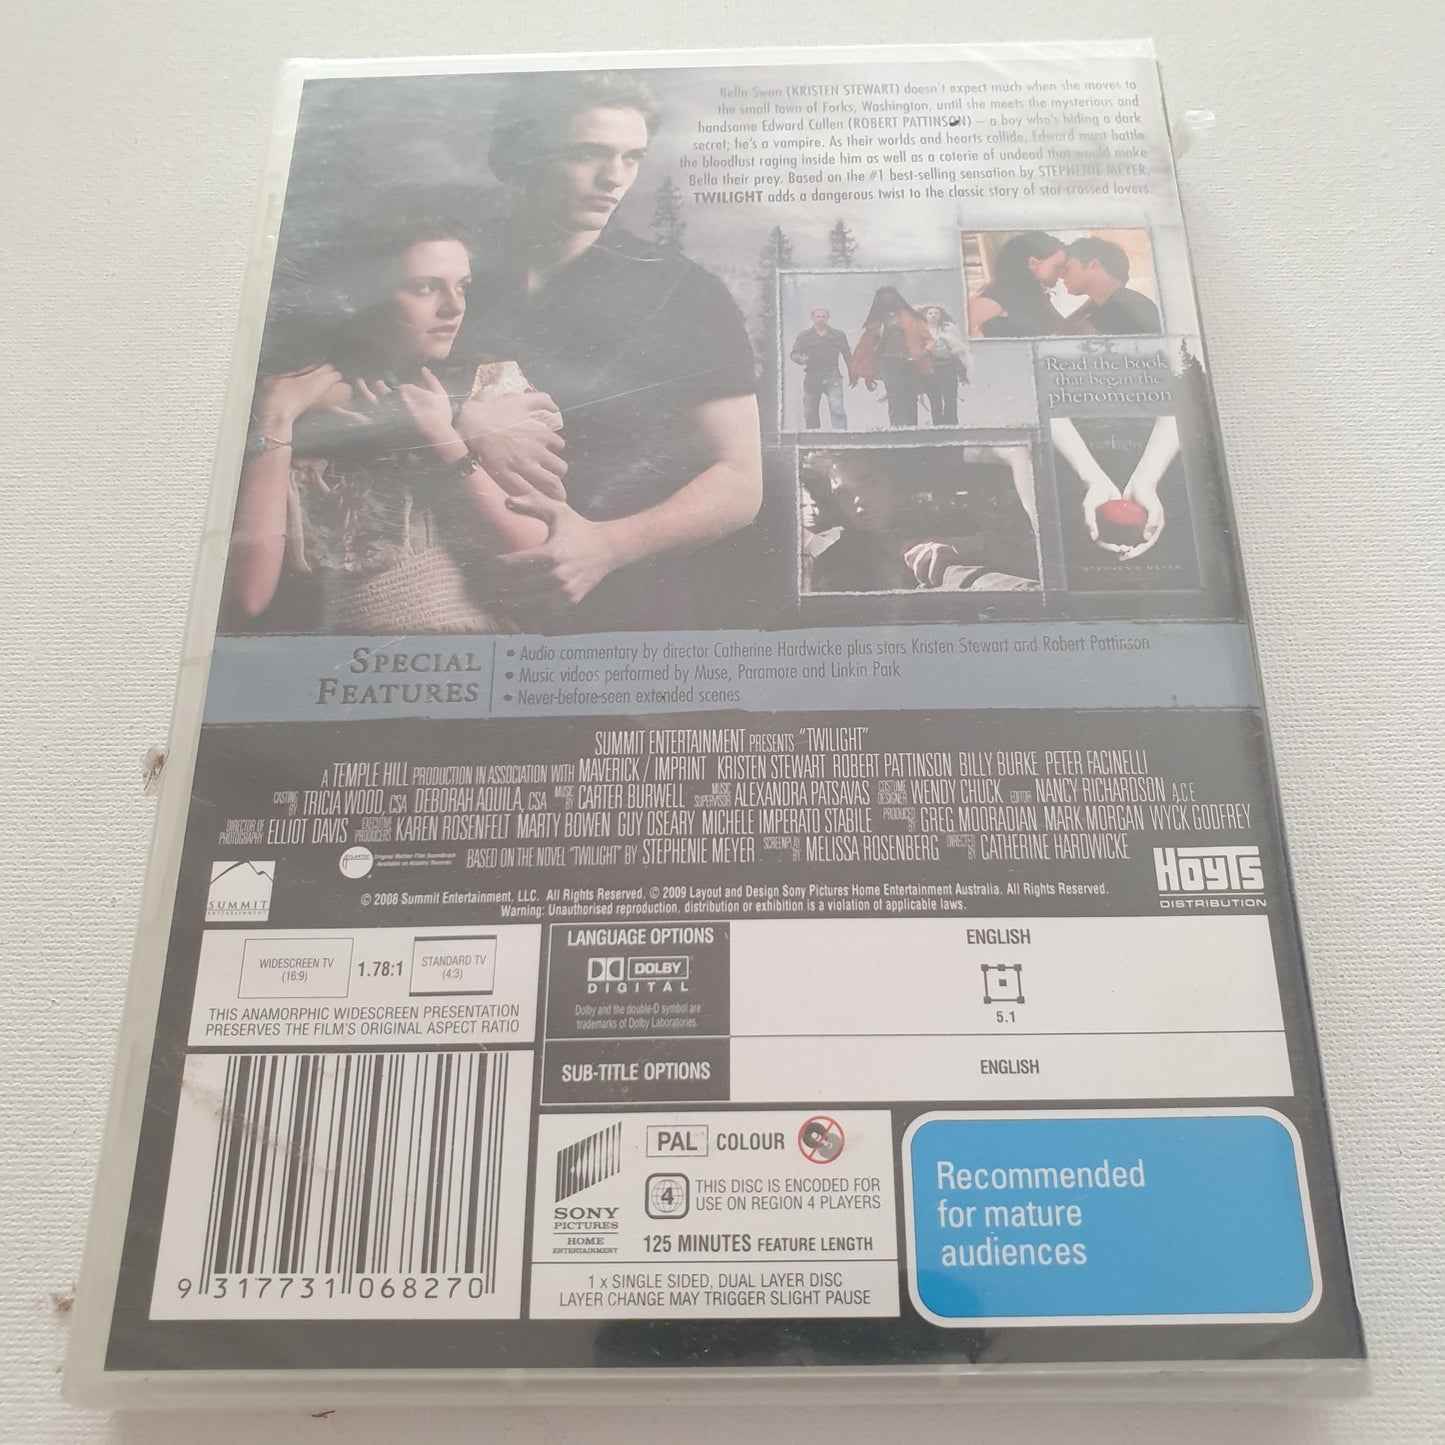 Bella Swan (KRISTEN STEWART) doesn't expect much when she moves to
the small town of Forks, Washington, until she meets the mysterious and
handsome Edward Cullen (ROBERT PATTINSON) – a boy who's hiding a dark
secret; he's a vampire. As their worlds and hearts collide, Edward must battle
the bloodlust raging inside him as well as a coterie of undead that would make
Bella their prey. Based on the #1 best-selling sensation by STEPHENIE MEYER,
TWILIGHT adds a dangerous twist to the classic story of star-crossed lovers.
Read the book
that began the
phenomenon
twilight
STEPHENIE MEYER
SPECIAL
FEATURES
• Audio commentary by director Catherine Hardwicke plus stars Kristen Stewart and Robert Pattinson
• Music videos performed by Muse, Paramore and Linkin Park
• Never-before-seen extended scenes
SUMMIT ENTERTAINMENT PRESENTS "TWILIGHT"
A TEMPLE HILL PRODUCTION IN ASSOCIATION WITH MAVERICK / IMPRINT KRISTEN STEWART ROBERT PATTINSON BILLY BURKE PETER FACINELLI
CASTING BY TRICIA WOOD, CSA DEBORAH AQUILA, CSA MUSIC BY CARTER BURWELL MUSIC SUPERVISOR ALEXANDRA PATSAVAS COSTUME DESIGNER WENDY CHUCK EDITOR NANCY RICHARDSON A.C.E
DIRECTOR OF PHOTOGRAPHY ELLIOT DAVIS EXECUTIVE PRODUCERS KAREN ROSENFELT MARTY BOWEN GUY OSEARY MICHELE IMPERATO STABILE PRODUCED BY GREG MOORADIAN MARK MORGAN WYCK GODFREY
ATLANTIC Original Motion Film Soundtrack
Available on Atlantic Records
BASED ON THE NOVEL "TWILIGHT" BY STEPHENIE MEYER SCREENPLAY BY MELISSA ROSENBERG DIRECTED BY CATHERINE HARDWICKE
SUMMIT
ENTERTAINMENT
© 2008 Summit Entertainment, LLC. All Rights Reserved. © 2009 Layout and Design Sony Pictures Home Entertainment Australia. All Rights Reserved.
Warning: Unauthorised reproduction, distribution or exhibition is a violation of applicable laws.
HOYTS
DISTRIBUTION
WIDESCREEN TV
(16:9)
1.78:1
STANDARD TV
(4:3)
THIS ANAMORPHIC WIDESCREEN PRESENTATION
PRESERVES THE FILM'S ORIGINAL ASPECT RATIO
LANGUAGE OPTIONS
DOLBY
DIGITAL
Dolby and the double-D symbol are
trademarks of Dolby Laboratories.
ENGLISH
5.1
SUB-TITLE OPTIONS
ENGLISH
9 317731 068270
SONY
PICTURES
HOME
ENTERTAINMENT
PAL COLOUR
4
THIS DISC IS ENCODED FOR
USE ON REGION 4 PLAYERS
125 MINUTES FEATURE LENGTH
1 x SINGLE SIDED, DUAL LAYER DISC
LAYER CHANGE MAY TRIGGER SLIGHT PAUSE
Recommended
for mature
audiences